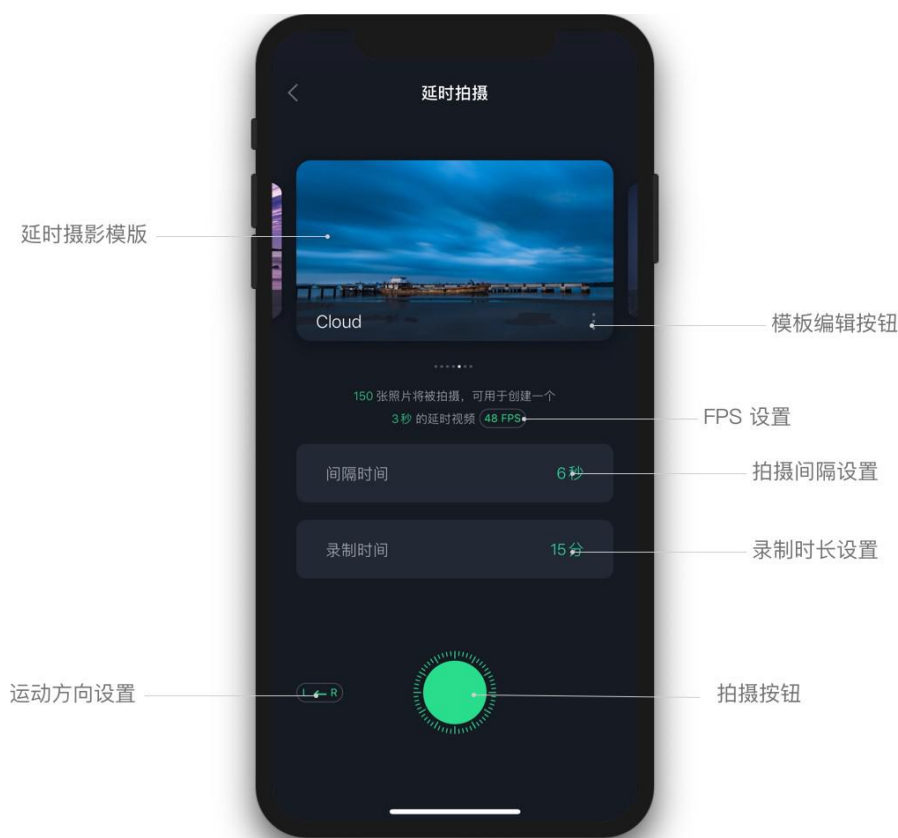 延时拍摄
延时摄影模版
Cloud
模板编辑按钮
150 张照片将被拍摄，可用于创建一个
3秒 的延时视频 48 FPS
FPS 设置
间隔时间 6秒
拍摄间隔设置
录制时间 15分
录制时长设置
运动方向设置
L ← R
拍摄按钮